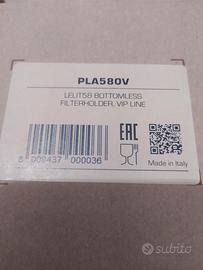 PLA580V
LELIT58 BOTTOMLESS
FILTERHOLDER, VIP LINE
EAC
8 009437 000036
Made in Italy
subito